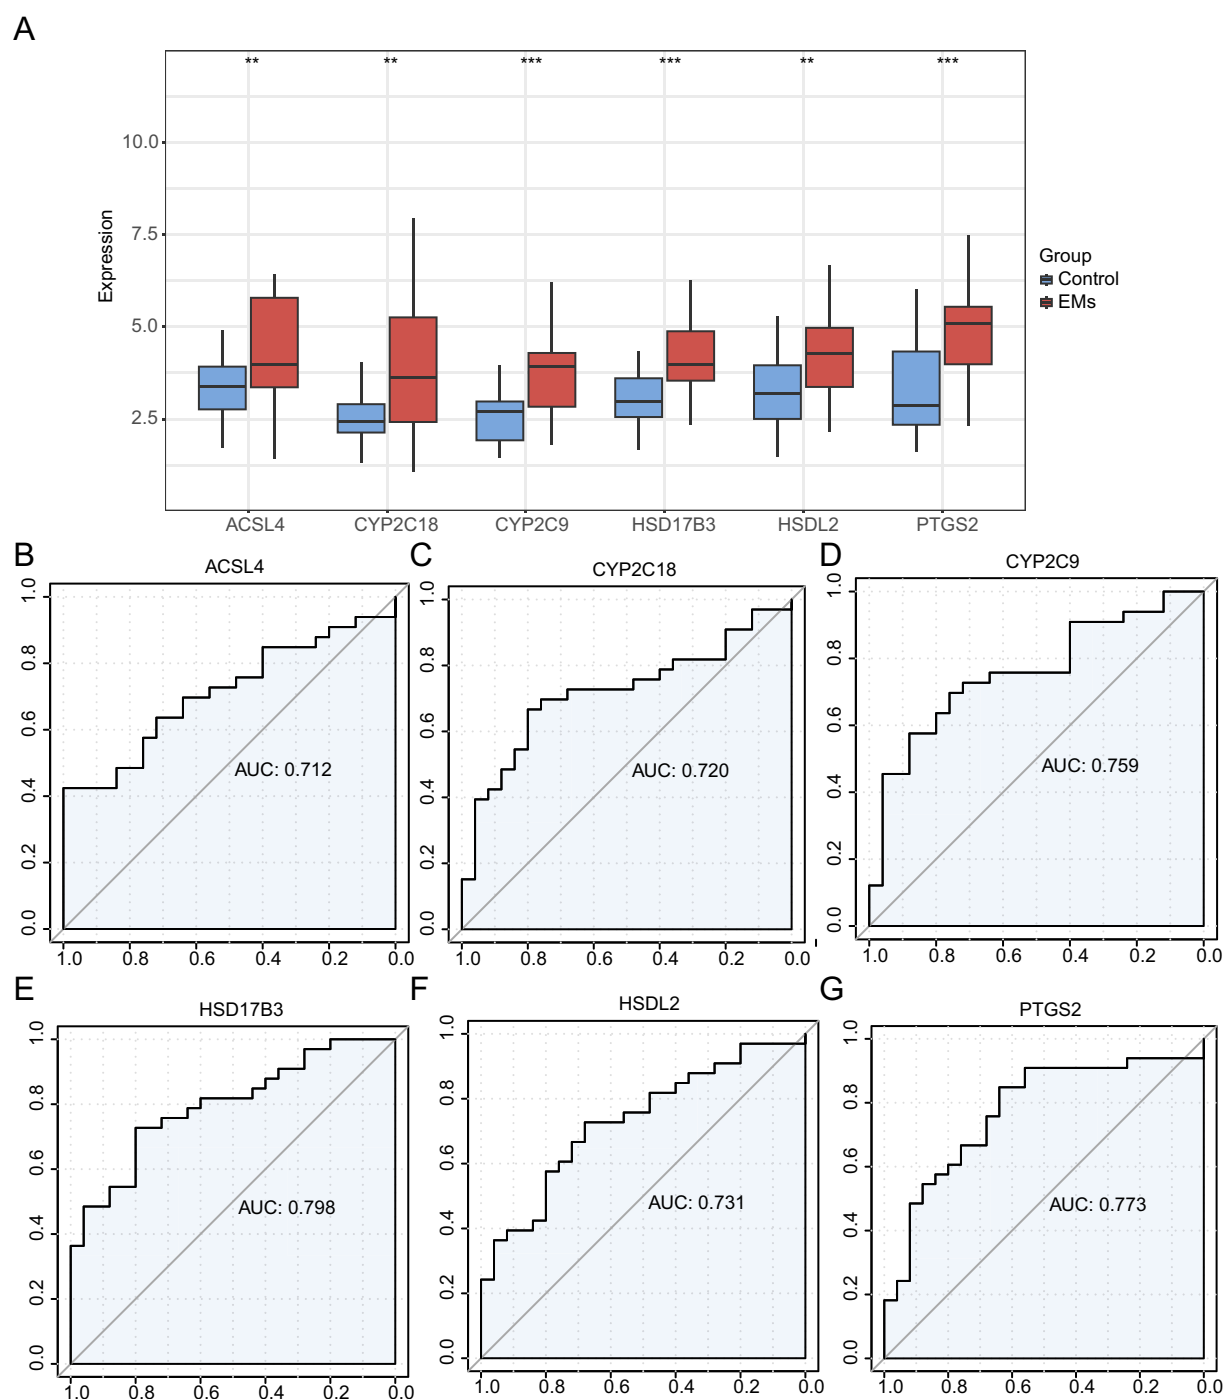 A
** ** *** *** ** ***
10.0
7.5
5.0
2.5
Expression
Group
Control
EMs
ACSL4 CYP2C18 CYP2C9 HSD17B3 HSDL2 PTGS2
B
ACSL4
1.0
0.8
0.6
0.4
0.2
0.0
AUC: 0.712
1.0 0.8 0.6 0.4 0.2 0.0
C
CYP2C18
1.0
0.8
0.6
0.4
0.2
0.0
AUC: 0.720
1.0 0.8 0.6 0.4 0.2 0.0
D
CYP2C9
1.0
0.8
0.6
0.4
0.2
0.0
AUC: 0.759
1.0 0.8 0.6 0.4 0.2 0.0
E
HSD17B3
1.0
0.8
0.6
0.4
0.2
0.0
AUC: 0.798
1.0 0.8 0.6 0.4 0.2 0.0
F
HSDL2
1.0
0.8
0.6
0.4
0.2
0.0
AUC: 0.731
1.0 0.8 0.6 0.4 0.2 0.0
G
PTGS2
1.0
0.8
0.6
0.4
0.2
0.0
AUC: 0.773
1.0 0.8 0.6 0.4 0.2 0.0